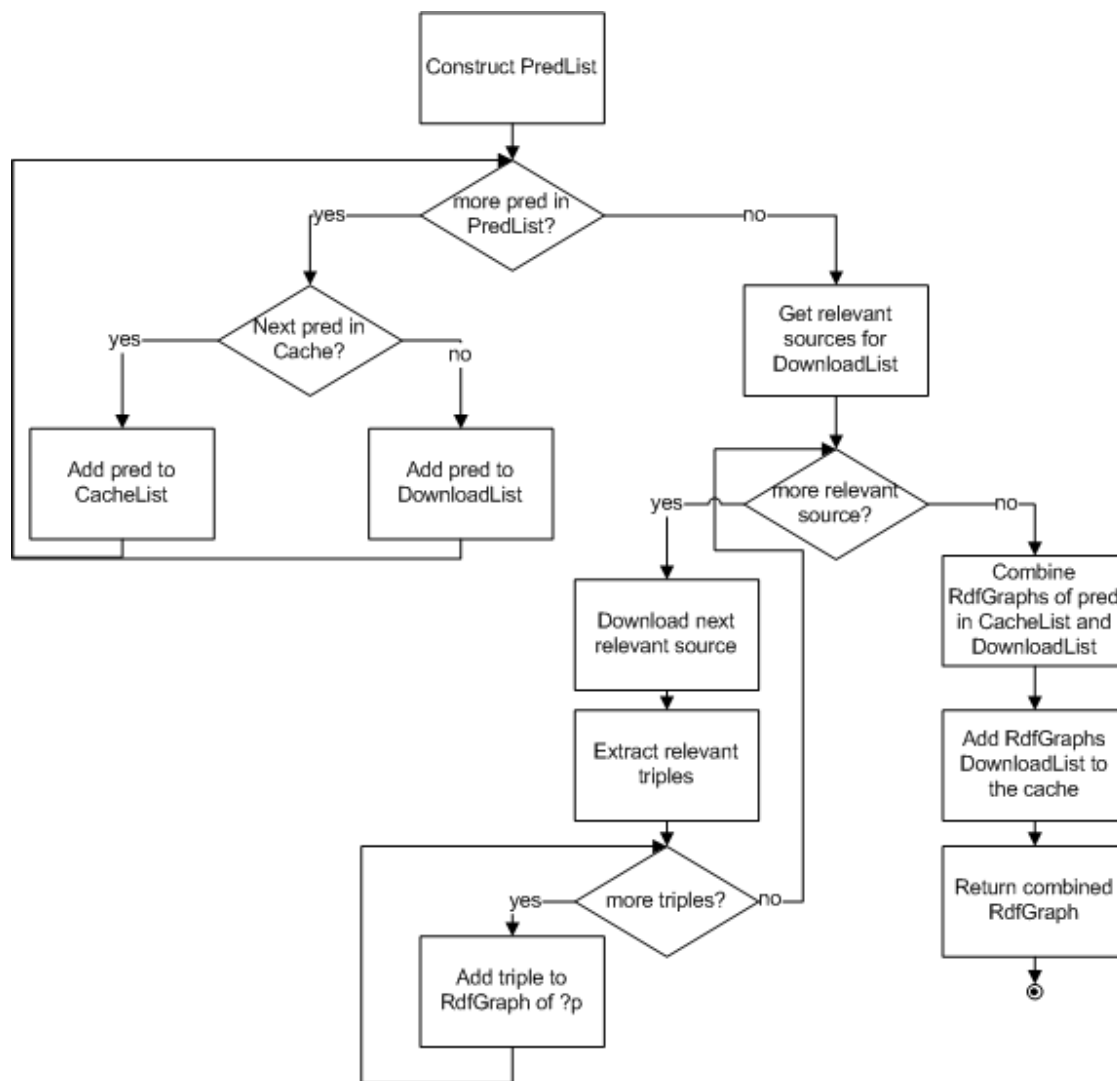 Construct PredList
more pred in
PredList?
yes
no
Next pred in
Cache?
yes
no
Get relevant
sources for
DownloadList
Add pred to
CacheList
Add pred to
DownloadList
more relevant
source?
yes
no
Download next
relevant source
Combine
RdfGraphs of pred
in CacheList and
DownloadList
Extract relevant
triples
Add RdfGraphs
DownloadList to
the cache
more triples?
yes
no
Return combined
RdfGraph
Add triple to
RdfGraph of ?p